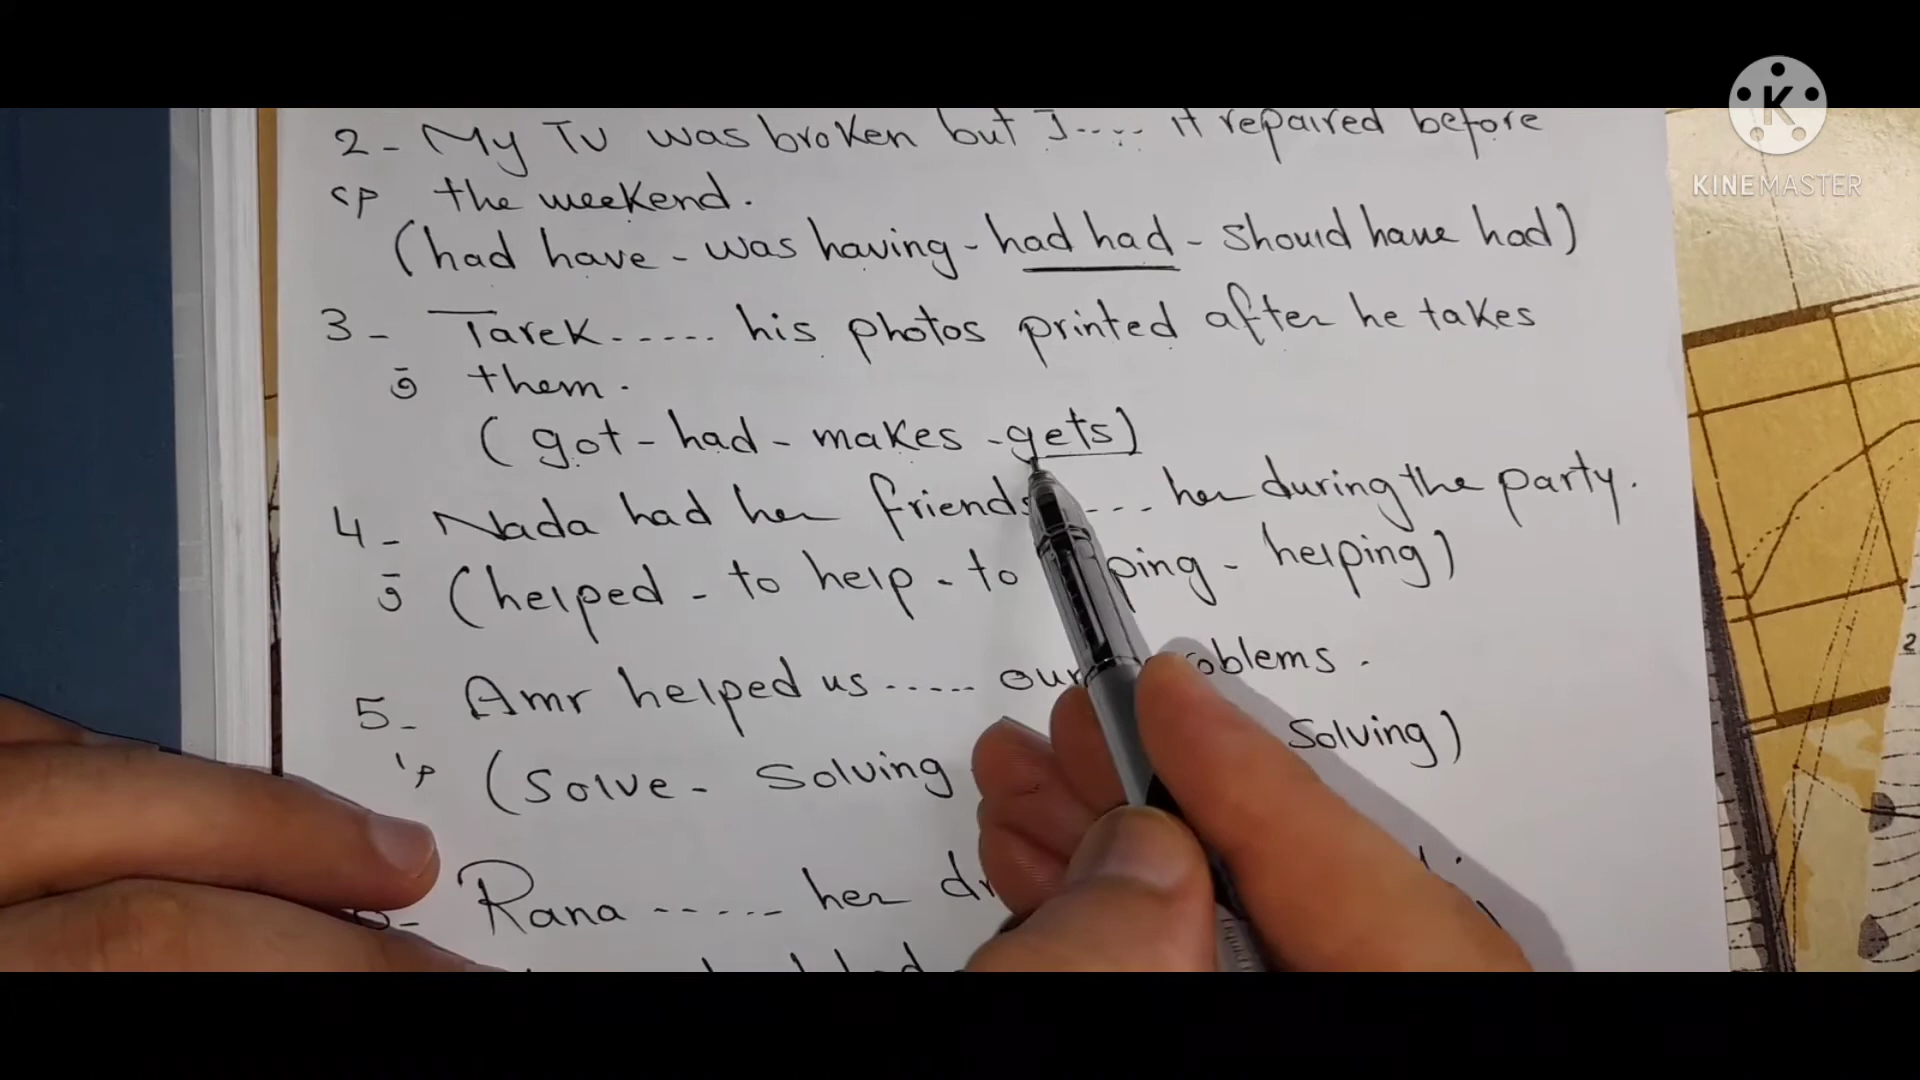 2- My TV was broken but I.... it repaired before
the weekend.
(had have - was having - had had - should have had)
3- Tarek...... his photos printed after he takes
them.
(got - had - makes - gets)
4- Nada had her friends.... her during the party.
(helped - to help - to - helping)
5- Amr helped us ..... our
(solve - solving solving)
Rana ...... her
KINEMASTER
2